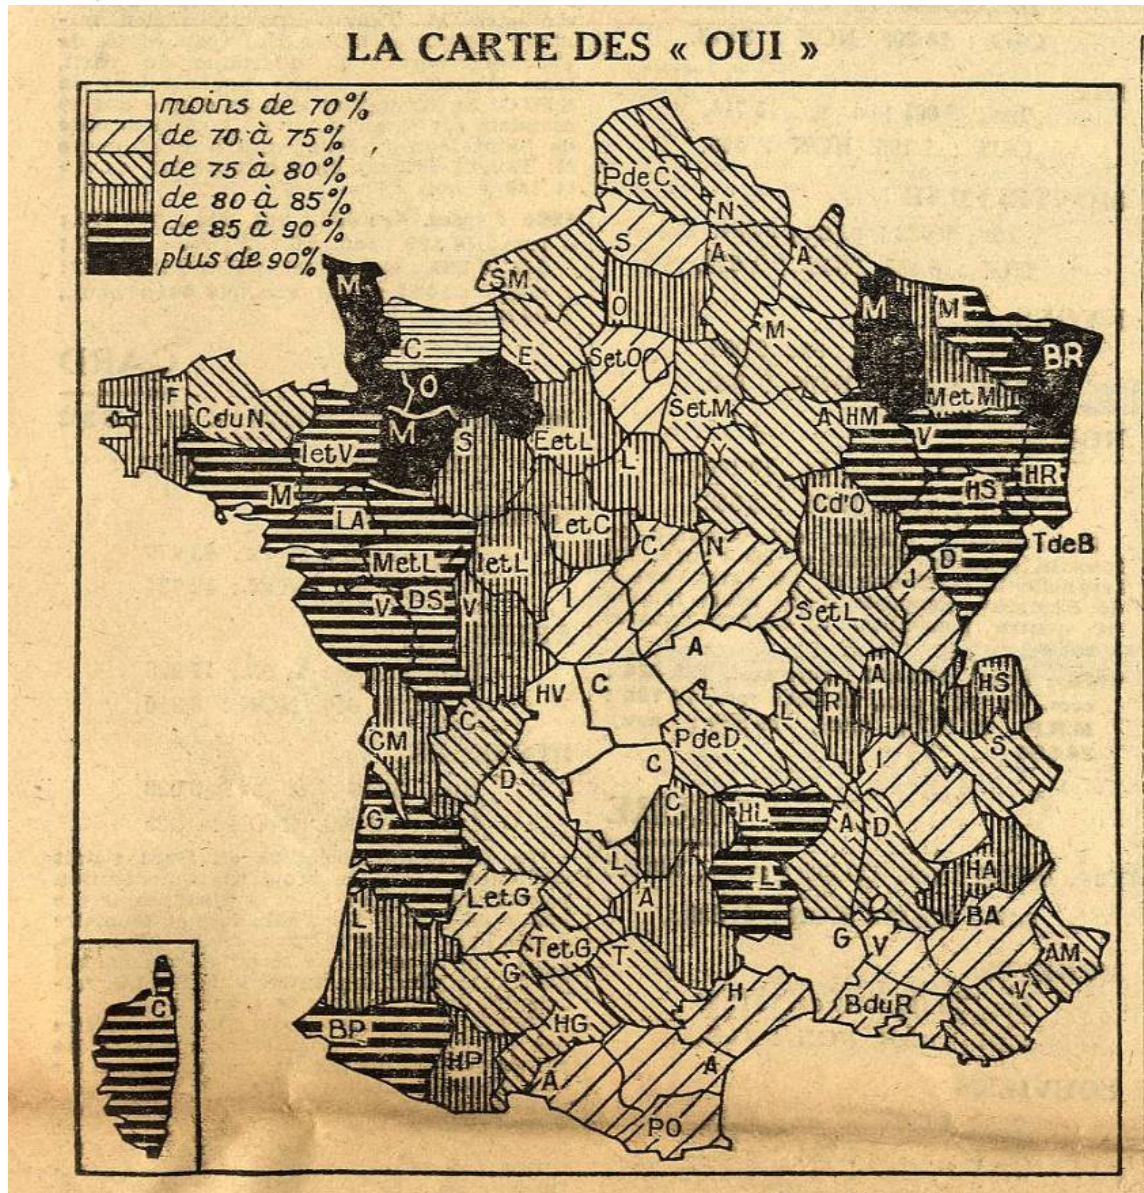 LA CARTE DES « OUI »
moins de 70%
de 70 à 75%
de 75 à 80%
de 80 à 85%
de 85 à 90%
plus de 90%
PdeC
N
S
A
A
SM
O
M
M
M
BR
M
C
E
SetO
O
SetM
MetM
F
CduN
IetV
M
S
EetL
L
Y
A
HM
V
HR
HS
M
LA
Cd'O
TdeB
LetC
C
N
MetL
IetL
D
J
V
DS
V
I
SetL
A
HV
C
A
HS
R
L
CM
C
PdeD
S
C
D
I
G
C
HL
A
D
L
L
HA
LetG
A
L
BA
TetG
G
V
AM
G
T
V
H
BduR
C
BP
HG
HP
A
A
PO